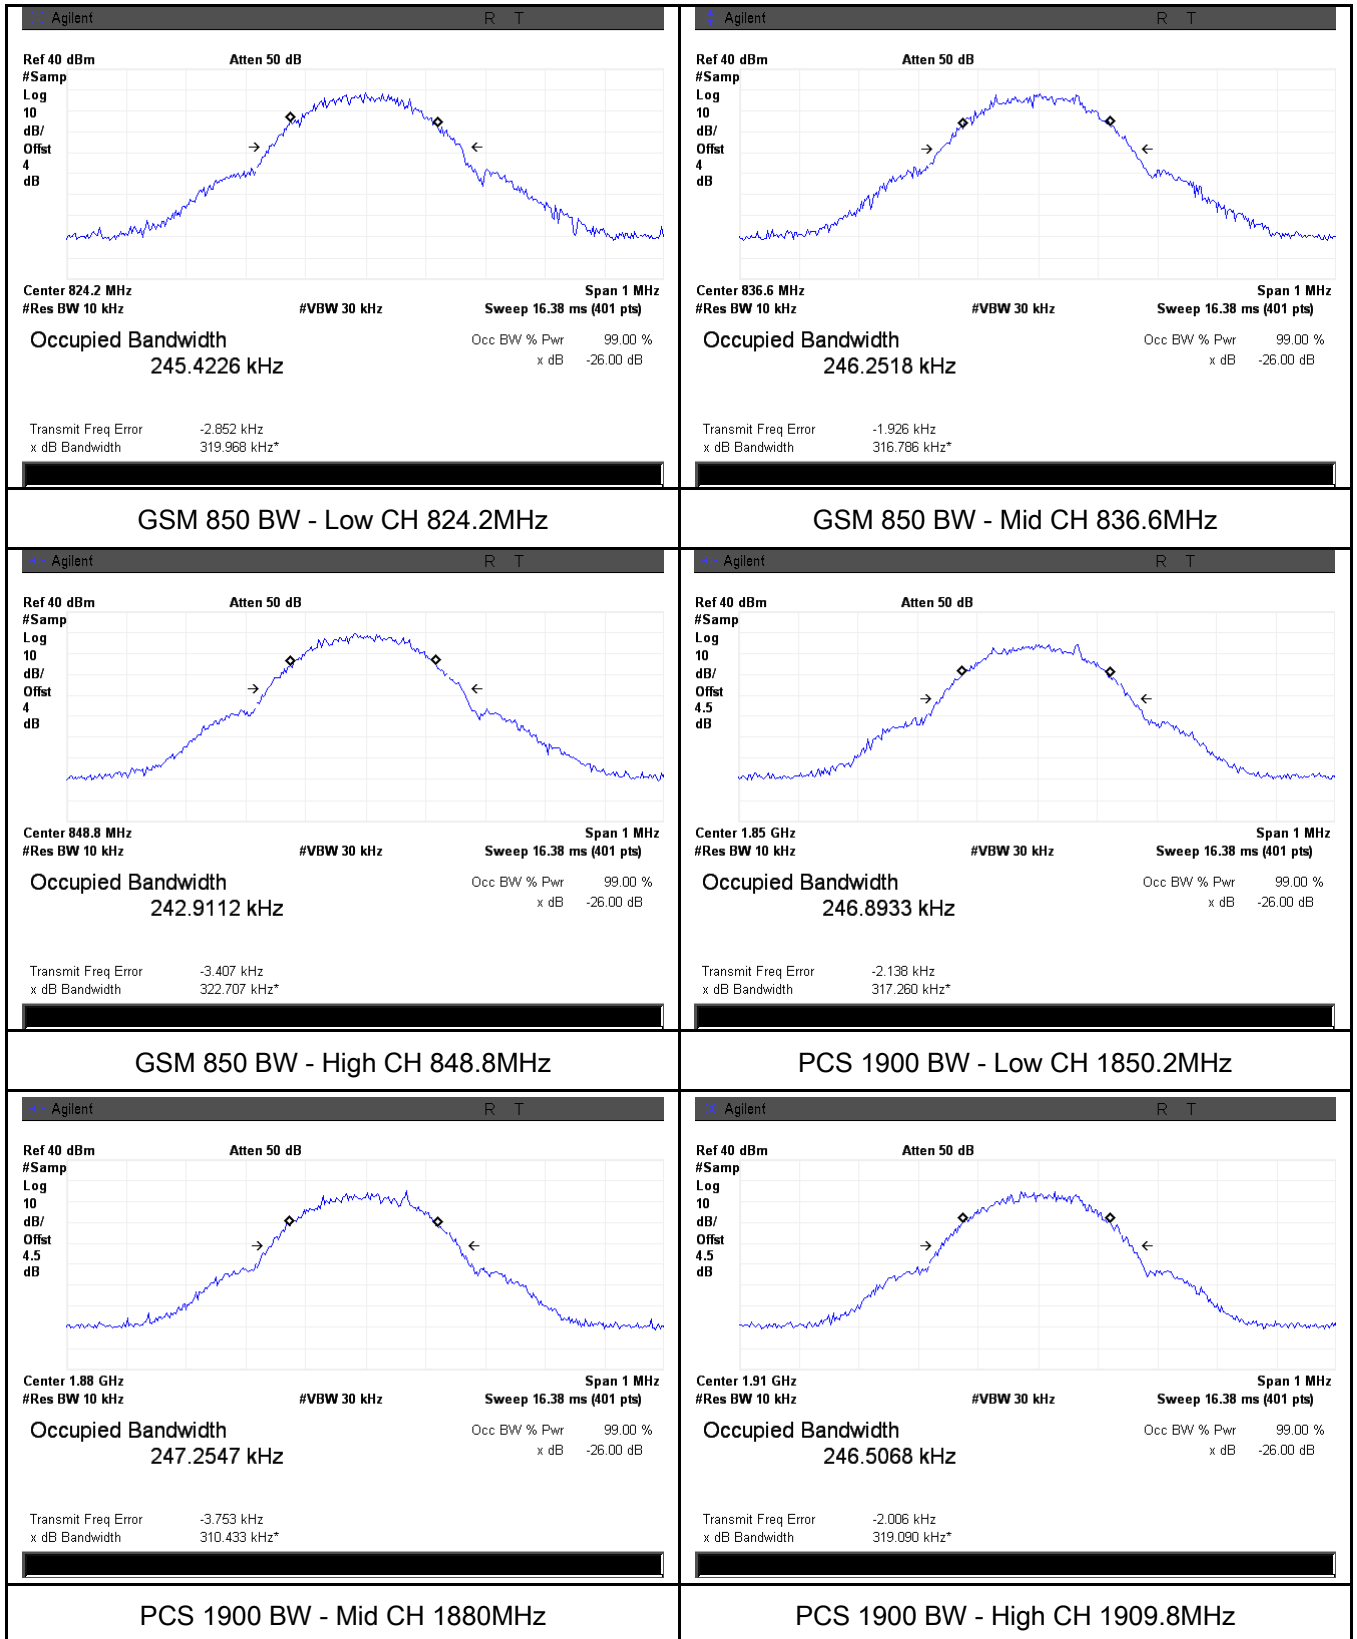 Agilent R T
Ref 40 dBm Atten 50 dB
#Samp
Log
10
dB/
Offst
4
dB
Center 824.2 MHz Span 1 MHz
#Res BW 10 kHz #VBW 30 kHz Sweep 16.38 ms (401 pts)
Occupied Bandwidth Occ BW % Pwr 99.00 %
245.4226 kHz x dB -26.00 dB
Transmit Freq Error -2.852 kHz
x dB Bandwidth 319.968 kHz*
GSM 850 BW - Low CH 824.2MHz
Agilent R T
Ref 40 dBm Atten 50 dB
#Samp
Log
10
dB/
Offst
4
dB
Center 836.6 MHz Span 1 MHz
#Res BW 10 kHz #VBW 30 kHz Sweep 16.38 ms (401 pts)
Occupied Bandwidth Occ BW % Pwr 99.00 %
246.2518 kHz x dB -26.00 dB
Transmit Freq Error -1.926 kHz
x dB Bandwidth 316.786 kHz*
GSM 850 BW - Mid CH 836.6MHz
Agilent R T
Ref 40 dBm Atten 50 dB
#Samp
Log
10
dB/
Offst
4
dB
Center 848.8 MHz Span 1 MHz
#Res BW 10 kHz #VBW 30 kHz Sweep 16.38 ms (401 pts)
Occupied Bandwidth Occ BW % Pwr 99.00 %
242.9112 kHz x dB -26.00 dB
Transmit Freq Error -3.407 kHz
x dB Bandwidth 322.707 kHz*
GSM 850 BW - High CH 848.8MHz
Agilent R T
Ref 40 dBm Atten 50 dB
#Samp
Log
10
dB/
Offst
4.5
dB
Center 1.85 GHz Span 1 MHz
#Res BW 10 kHz #VBW 30 kHz Sweep 16.38 ms (401 pts)
Occupied Bandwidth Occ BW % Pwr 99.00 %
246.8933 kHz x dB -26.00 dB
Transmit Freq Error -2.138 kHz
x dB Bandwidth 317.260 kHz*
PCS 1900 BW - Low CH 1850.2MHz
Agilent R T
Ref 40 dBm Atten 50 dB
#Samp
Log
10
dB/
Offst
4.5
dB
Center 1.88 GHz Span 1 MHz
#Res BW 10 kHz #VBW 30 kHz Sweep 16.38 ms (401 pts)
Occupied Bandwidth Occ BW % Pwr 99.00 %
247.2547 kHz x dB -26.00 dB
Transmit Freq Error -3.753 kHz
x dB Bandwidth 310.433 kHz*
PCS 1900 BW - Mid CH 1880MHz
Agilent R T
Ref 40 dBm Atten 50 dB
#Samp
Log
10
dB/
Offst
4.5
dB
Center 1.91 GHz Span 1 MHz
#Res BW 10 kHz #VBW 30 kHz Sweep 16.38 ms (401 pts)
Occupied Bandwidth Occ BW % Pwr 99.00 %
246.5068 kHz x dB -26.00 dB
Transmit Freq Error -2.006 kHz
x dB Bandwidth 319.090 kHz*
PCS 1900 BW - High CH 1909.8MHz